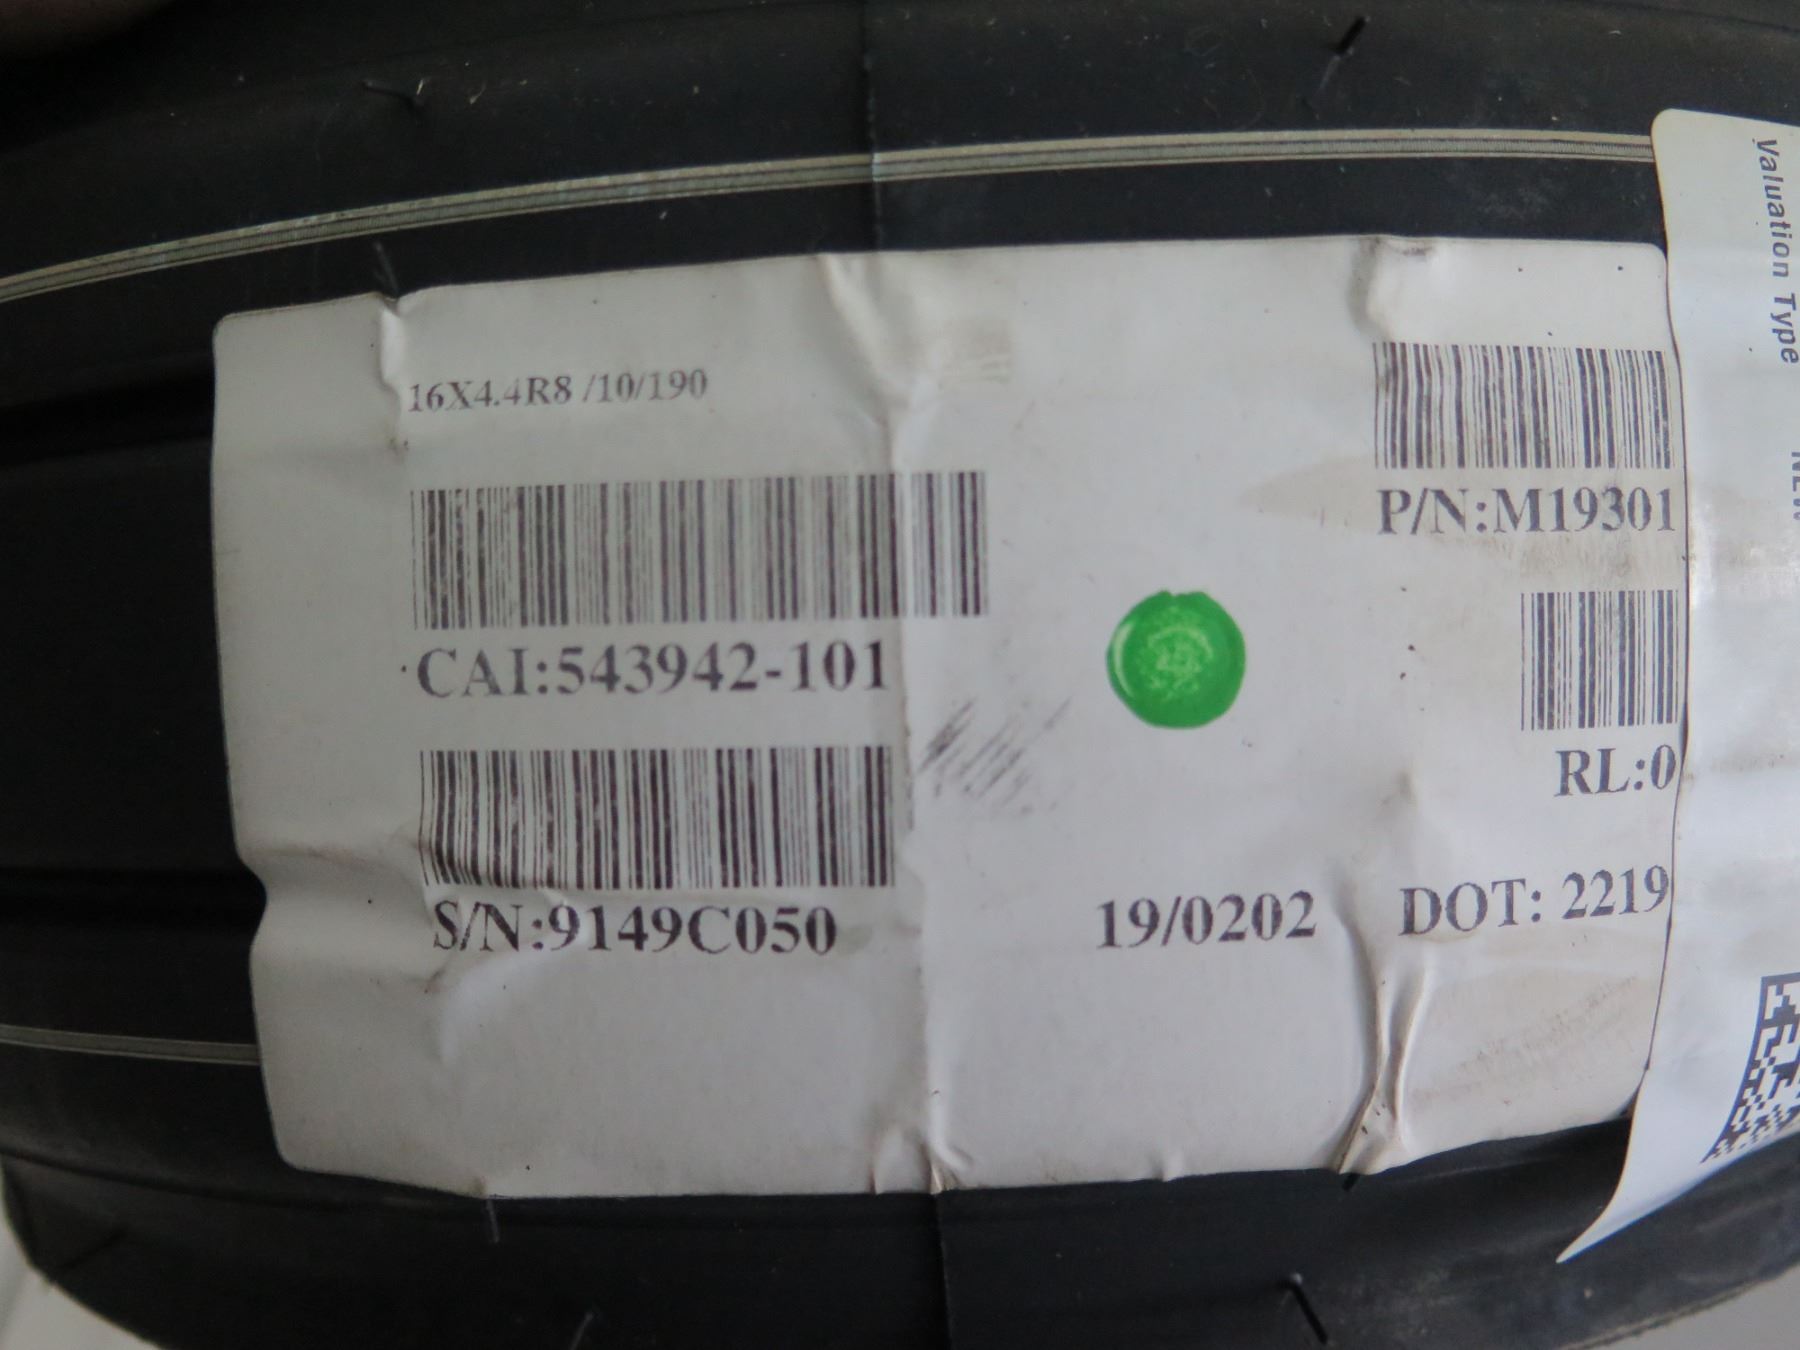 16X4.4R8 /10/190
P/N:M19301
CAI:543942-101
RL:0
S/N:9149C050
19/0202
DOT: 2219
Valuation Type